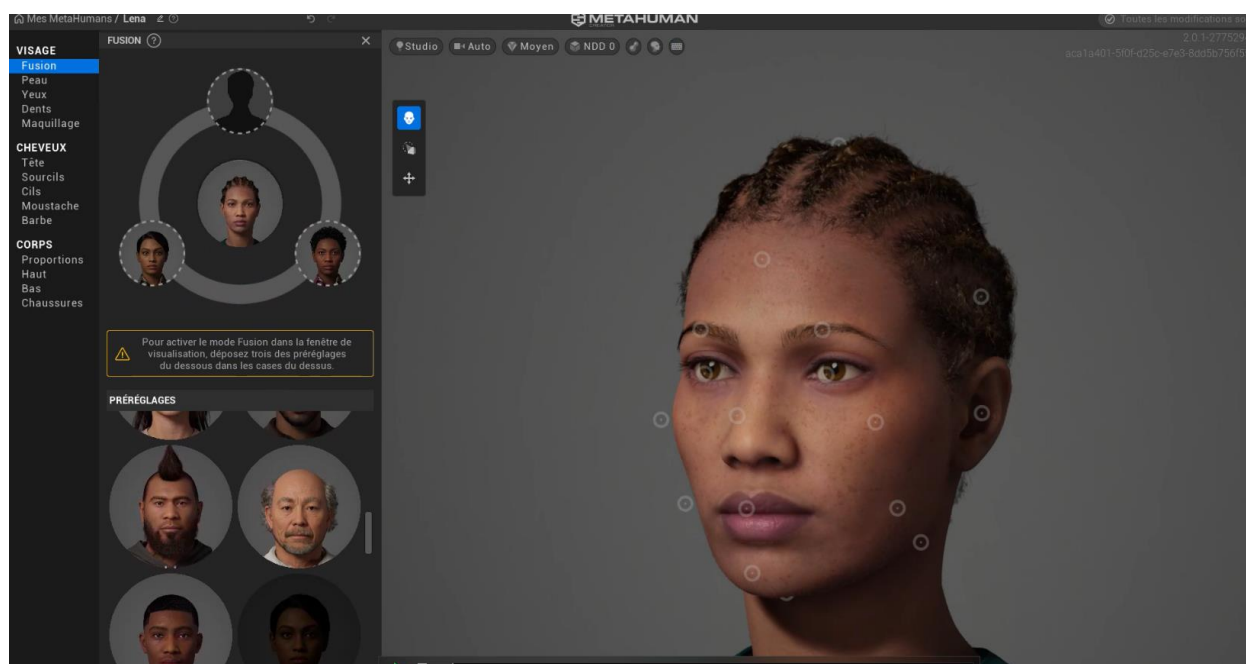 Mes MetaHumans / Lena
METAHUMAN
Toutes les modifications so
VISAGE
Fusion
Peau
Yeux
Dents
Maquillage
CHEVEUX
Tête
Sourcils
Cils
Moustache
Barbe
CORPS
Proportions
Haut
Bas
Chaussures
FUSION
Pour activer le mode Fusion dans la fenêtre de
visualisation, déposez trois des préréglages
du dessous dans les cases du dessus.
PRÉRÉGLAGES
Studio Auto Moyen NDD 0
2.0.1-277529
aca1a401-5f0f-d25c-e7e3-8dd5b756f5